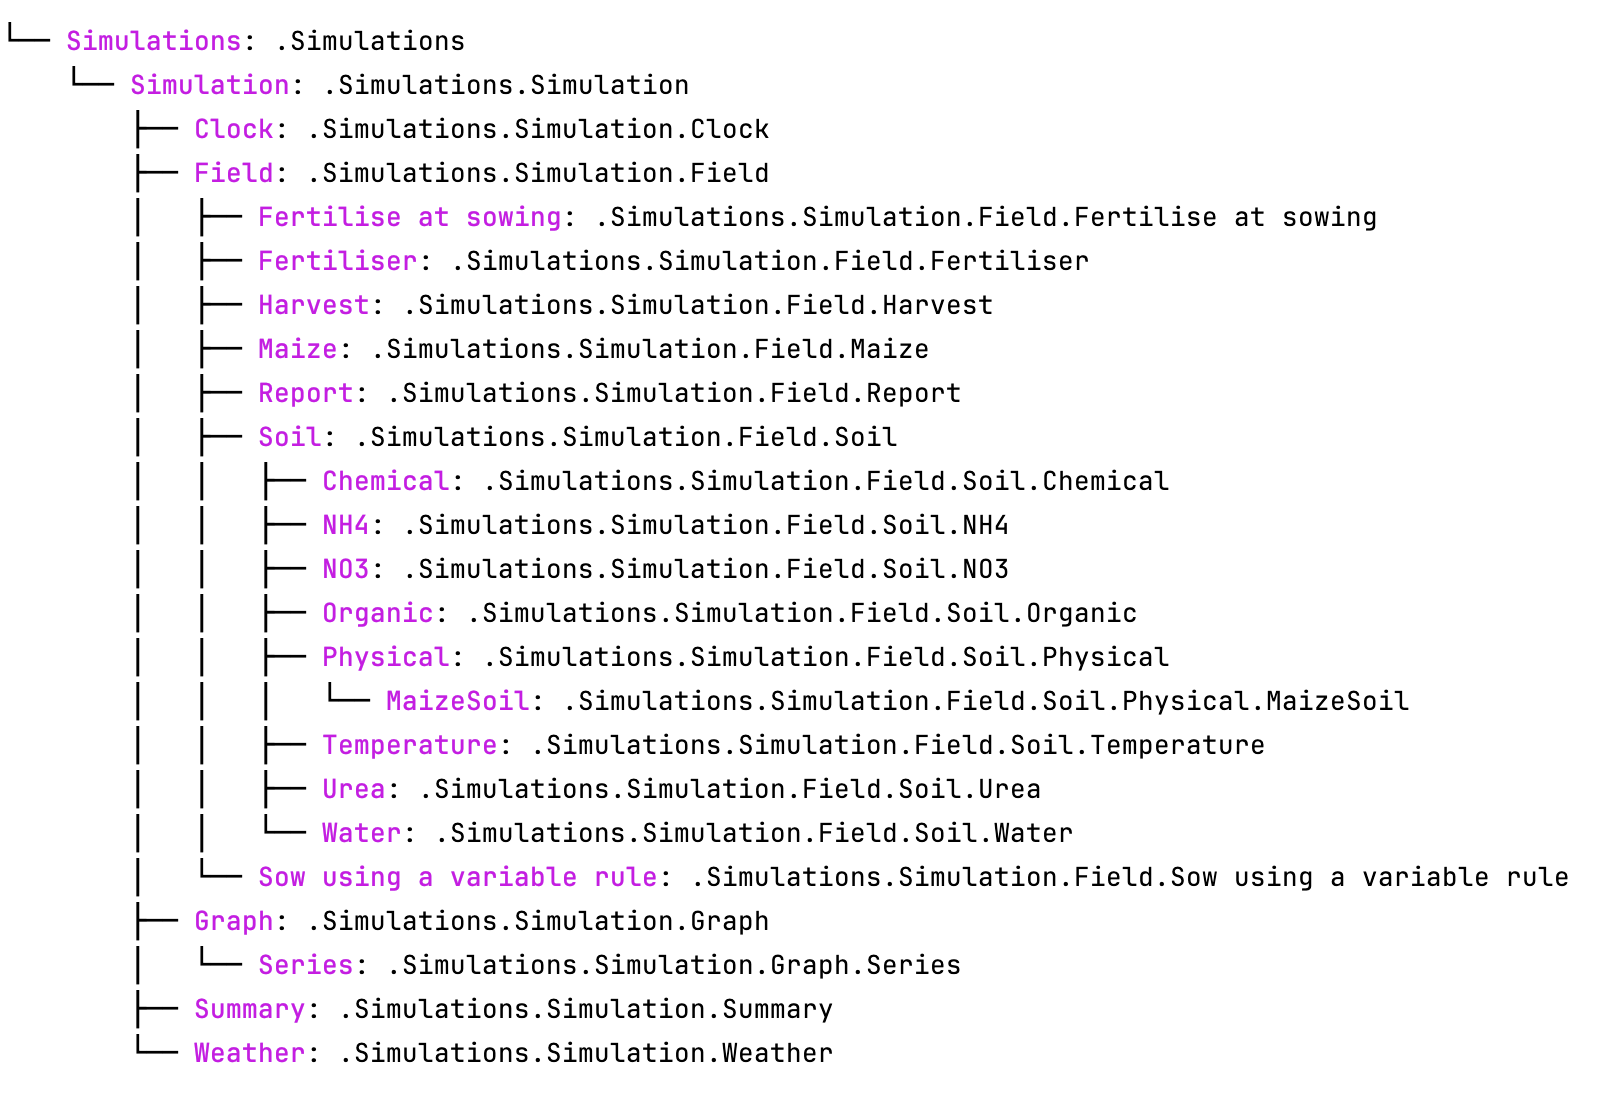 └── Simulations: .Simulations
    └── Simulation: .Simulations.Simulation
        ├── Clock: .Simulations.Simulation.Clock
        ├── Field: .Simulations.Simulation.Field
        │   ├── Fertilise at sowing: .Simulations.Simulation.Field.Fertilise at sowing
        │   ├── Fertiliser: .Simulations.Simulation.Field.Fertiliser
        │   ├── Harvest: .Simulations.Simulation.Field.Harvest
        │   ├── Maize: .Simulations.Simulation.Field.Maize
        │   ├── Report: .Simulations.Simulation.Field.Report
        │   ├── Soil: .Simulations.Simulation.Field.Soil
        │   │   ├── Chemical: .Simulations.Simulation.Field.Soil.Chemical
        │   │   ├── NH4: .Simulations.Simulation.Field.Soil.NH4
        │   │   ├── NO3: .Simulations.Simulation.Field.Soil.NO3
        │   │   ├── Organic: .Simulations.Simulation.Field.Soil.Organic
        │   │   ├── Physical: .Simulations.Simulation.Field.Soil.Physical
        │   │   │   └── MaizeSoil: .Simulations.Simulation.Field.Soil.Physical.MaizeSoil
        │   │   ├── Temperature: .Simulations.Simulation.Field.Soil.Temperature
        │   │   ├── Urea: .Simulations.Simulation.Field.Soil.Urea
        │   │   └── Water: .Simulations.Simulation.Field.Soil.Water
        │   └── Sow using a variable rule: .Simulations.Simulation.Field.Sow using a variable rule
        ├── Graph: .Simulations.Simulation.Graph
        │   └── Series: .Simulations.Simulation.Graph.Series
        ├── Summary: .Simulations.Simulation.Summary
        └── Weather: .Simulations.Simulation.Weather